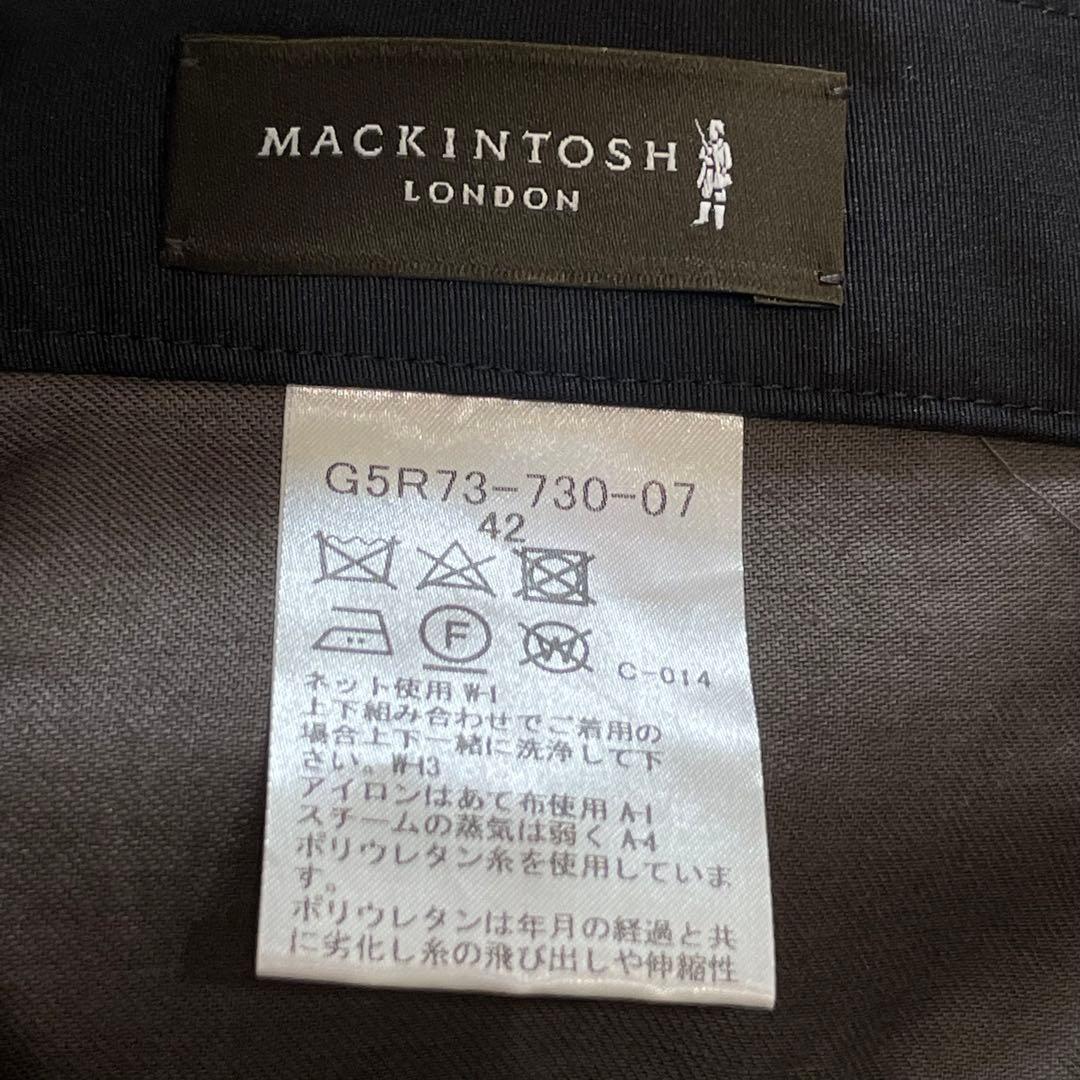 MACKINTOSH
LONDON
G5R73-730-07
42
F
W
C-014
ネット使用 W-1
上下組み合わせでご着用の
場合上下一緒に洗浄して下
さい。W-13
アイロンはあて布使用 A-1
スチームの蒸気は弱く A-4
ポリウレタン糸を使用していま
す。
ポリウレタンは年月の経過と共
に劣化し糸の飛び出しや伸縮性